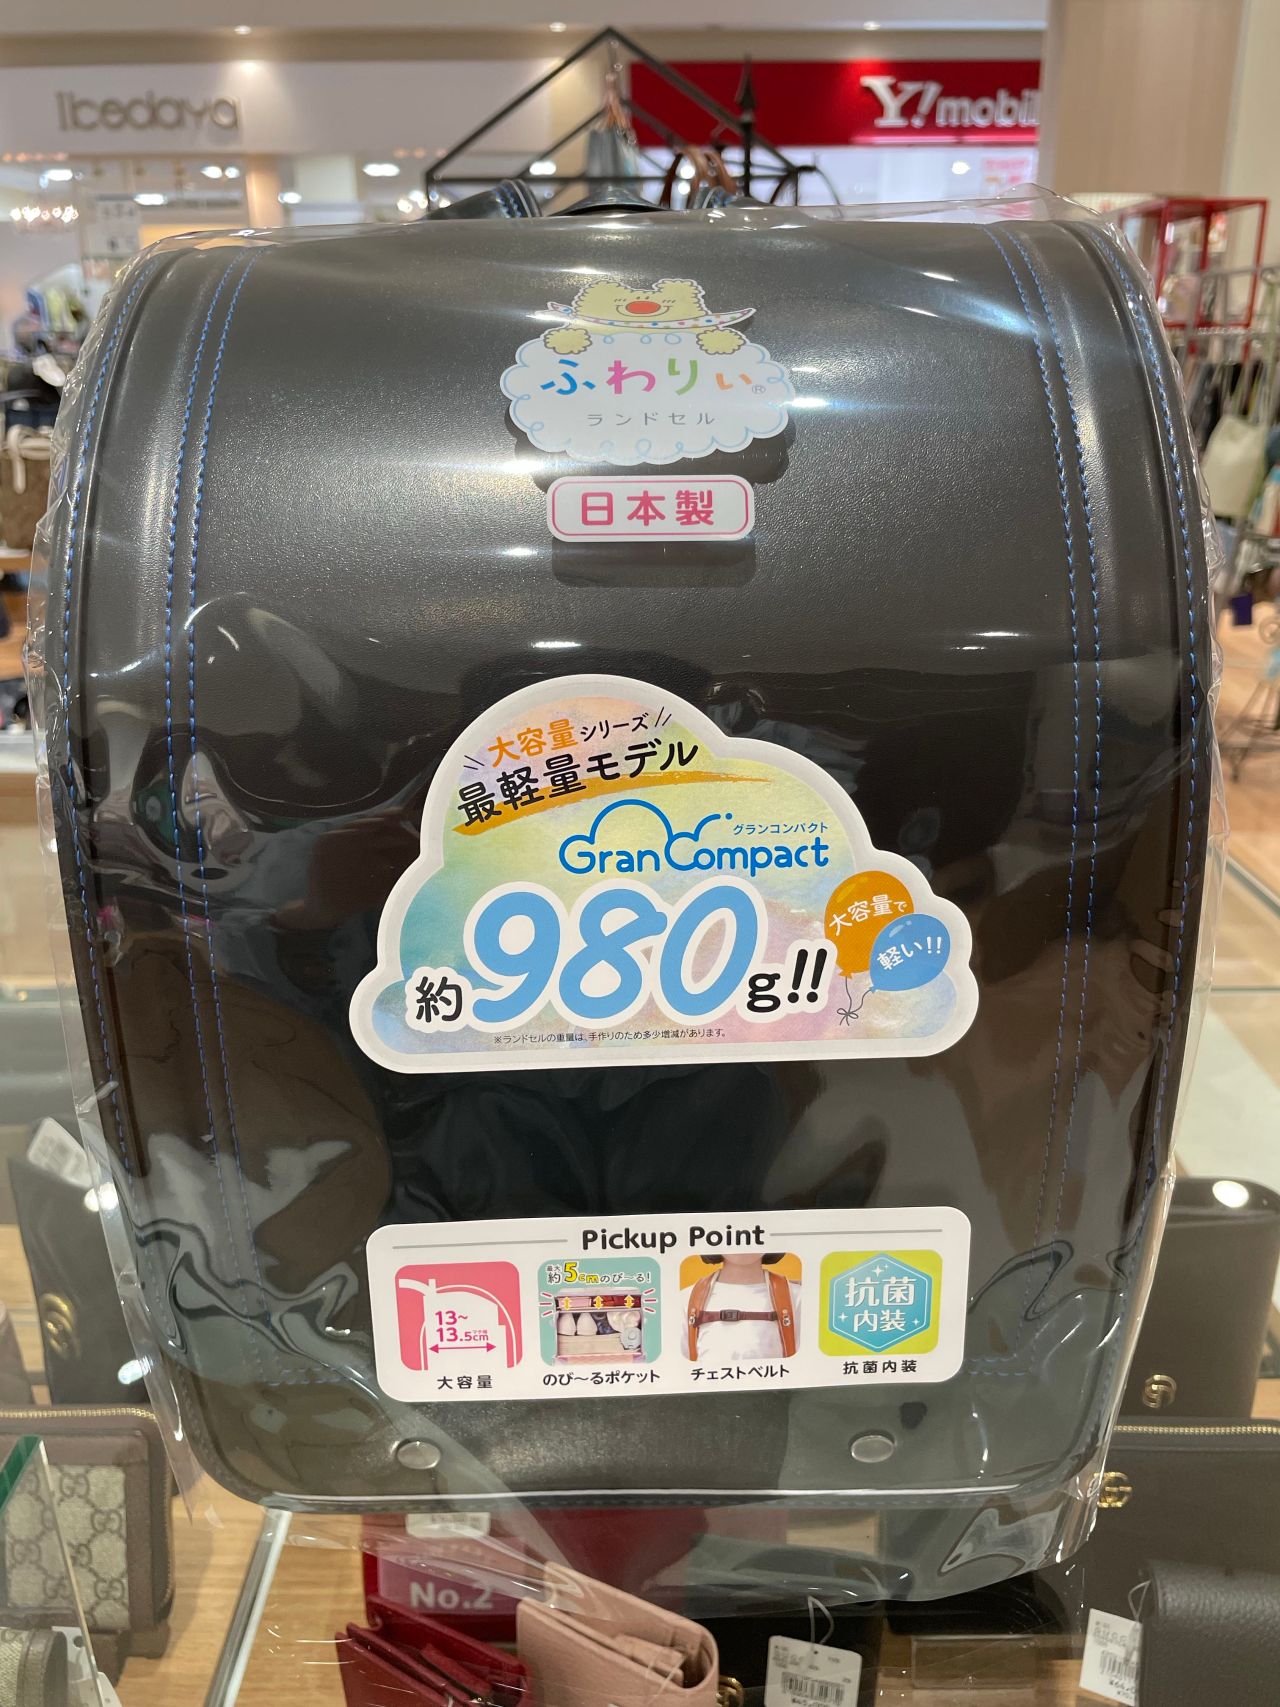 Ikedaya
Y!mobil
ふわりぃ®
ランドセル
日本製
大容量シリーズ
最軽量モデル
グランコンパクト
Gran Compact
約980g!!
大容量で
軽い!!
※ランドセルの重量は、手作りのため多少増減があります。
Pickup Point
13~
13.5cm
マチ幅
大容量
最大
約5cmのび~る!
のび~るポケット
チェストベルト
抗菌
内装
抗菌内装
No.2